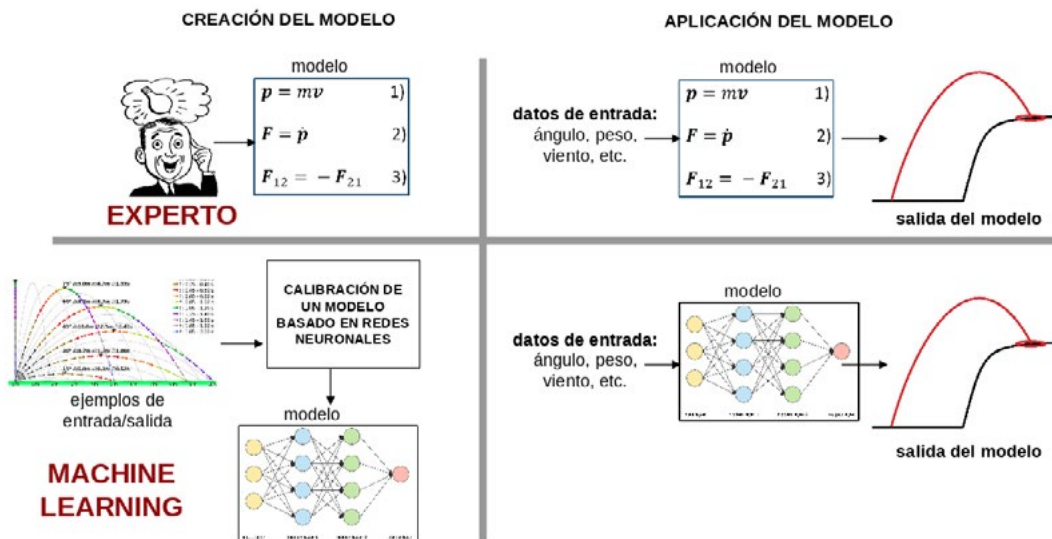 CREACIÓN DEL MODELO
APLICACIÓN DEL MODELO
modelo
p = mv 1)
F = ṗ 2)
F₁₂ = − F₂₁ 3)
EXPERTO
datos de entrada:
ángulo, peso,
viento, etc.
modelo
p = mv 1)
F = ṗ 2)
F₁₂ = − F₂₁ 3)
salida del modelo
ejemplos de
entrada/salida
CALIBRACIÓN DE
UN MODELO
BASADO EN REDES
NEURONALES
modelo
MACHINE
LEARNING
datos de entrada:
ángulo, peso,
viento, etc.
modelo
salida del modelo